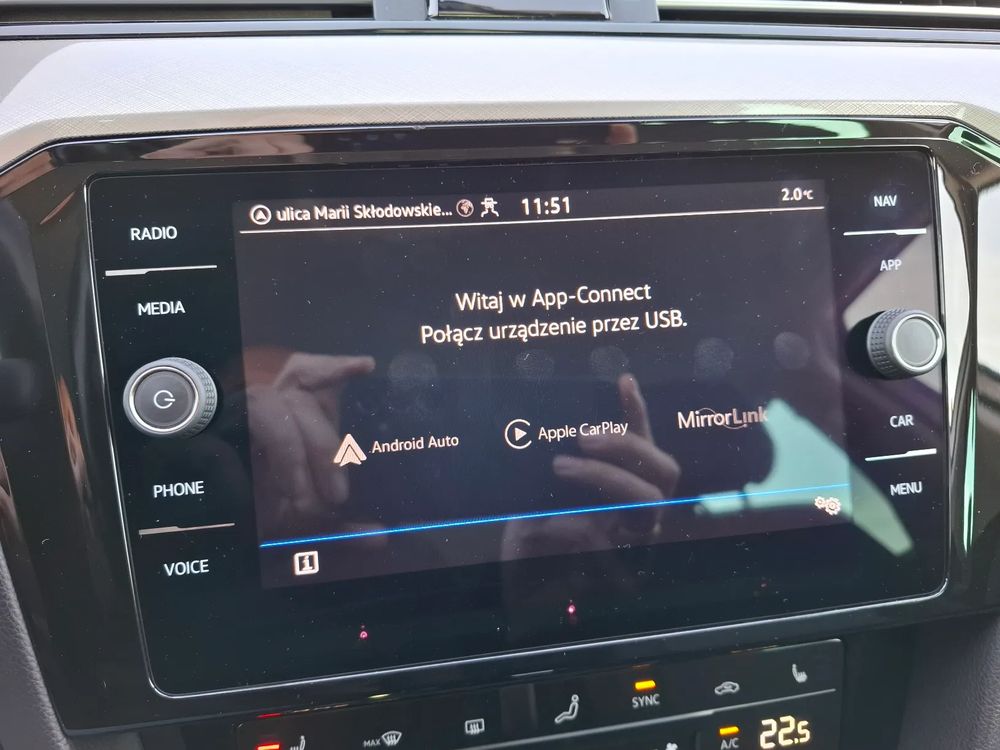 ulica Marii Skłodowskie... 11:51 2.0°C
NAV
RADIO
APP
MEDIA
Witaj w App-Connect
Połącz urządzenie przez USB.
Android Auto
Apple CarPlay
MirrorLink
CAR
PHONE
MENU
VOICE
i
SYNC
MAX
A/C
22.5